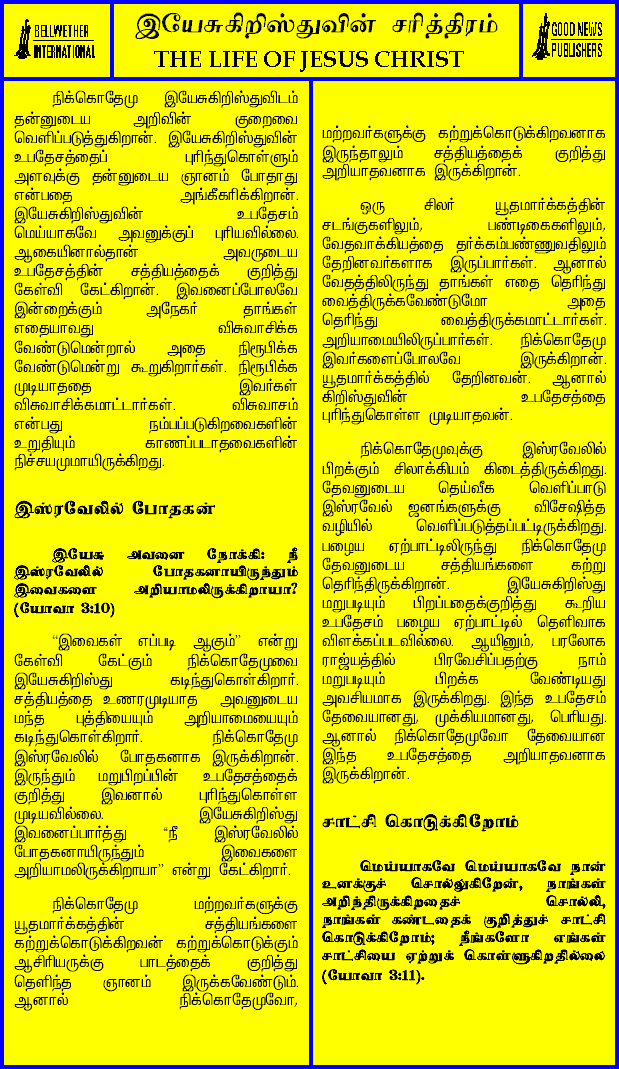 BELLWETHER
INTERNATIONAL
இயேசுகிறிஸ்துவின் சரித்திரம்
THE LIFE OF JESUS CHRIST
GOOD NEWS
PUBLISHERS
நிக்கொதேமு இயேசுகிறிஸ்துவிடம்
தன்னுடைய அறிவின் குறைவை
வெளிப்படுத்துகிறான். இயேசுகிறிஸ்துவின்
உபதேசத்தைப் புரிந்துகொள்ளும்
அளவுக்கு தன்னுடைய ஞானம் போதாது
என்பதை அங்கீகரிக்கிறான்.
இயேசுகிறிஸ்துவின் உபதேசம்
மெய்யாகவே அவனுக்குப் புரியவில்லை.
ஆகையினால்தான் அவருடைய
உபதேசத்தின் சத்தியத்தைக் குறித்து
கேள்வி கேட்கிறான். இவனைப்போலவே
இன்றைக்கும் அநேகர் தாங்கள்
எதையாவது விசுவாசிக்க
வேண்டுமென்றால் அதை நிரூபிக்க
வேண்டுமென்று கூறுகிறார்கள். நிரூபிக்க
முடியாததை இவர்கள்
விசுவாசிக்கமாட்டார்கள். விசுவாசம்
என்பது நம்பப்படுகிறவைகளின்
உறுதியும் காணப்படாதவைகளின்
நிச்சயமுமாயிருக்கிறது.
இஸ்ரவேலில் போதகன்
இயேசு அவனை நோக்கி: நீ
இஸ்ரவேலில் போதகனாயிருந்தும்
இவைகளை அறியாமலிருக்கிறாயா?
(யோவா 3:10)
“இவைகள் எப்படி ஆகும்” என்று
கேள்வி கேட்கும் நிக்கொதேமுவை
இயேசுகிறிஸ்து கடிந்துகொள்கிறார்.
சத்தியத்தை உணரமுடியாத அவனுடைய
மந்த புத்தியையும் அறியாமையையும்
கடிந்துகொள்கிறார். நிக்கொதேமு
இஸ்ரவேலில் போதகனாக இருக்கிறான்.
இருந்தும் மறுபிறப்பின் உபதேசத்தைக்
குறித்து இவனால் புரிந்துகொள்ள
முடியவில்லை. இயேசுகிறிஸ்து
இவனைப்பார்த்து “நீ இஸ்ரவேலில்
போதகனாயிருந்தும் இவைகளை
அறியாமலிருக்கிறாயா” என்று கேட்கிறார்.
நிக்கொதேமு மற்றவர்களுக்கு
யூதமார்க்கத்தின் சத்தியங்களை
கற்றுக்கொடுக்கிறவன் கற்றுக்கொடுக்கும்
ஆசிரியருக்கு பாடத்தைக் குறித்து
தெளிந்த ஞானம் இருக்கவேண்டும்.
ஆனால் நிக்கொதேமுவோ,
மற்றவர்களுக்கு கற்றுக்கொடுக்கிறவனாக
இருந்தாலும் சத்தியத்தைக் குறித்து
அறியாதவனாக இருக்கிறான்.
ஒரு சிலர் யூதமார்க்கத்தின்
சடங்குகளிலும், பண்டிகைகளிலும்,
வேதவாக்கியத்தை தர்க்கம்பண்ணுவதிலும்
தேறினவர்களாக இருப்பார்கள். ஆனால்
வேதத்திலிருந்து தாங்கள் எதை தெரிந்து
வைத்திருக்கவேண்டுமோ அதை
தெரிந்து வைத்திருக்கமாட்டார்கள்.
அறியாமையிலிருப்பார்கள். நிக்கொதேமு
இவர்களைப்போலவே இருக்கிறான்.
யூதமார்க்கத்தில் தேறினவன். ஆனால்
கிறிஸ்துவின் உபதேசத்தை
புரிந்துகொள்ள முடியாதவன்.
நிக்கொதேமுவுக்கு இஸ்ரவேலில்
பிறக்கும் சிலாக்கியம் கிடைத்திருக்கிறது.
தேவனுடைய தெய்வீக வெளிப்பாடு
இஸ்ரவேல் ஜனங்களுக்கு விசேஷித்த
வழியில் வெளிப்படுத்தப்பட்டிருக்கிறது.
பழைய ஏற்பாட்டிலிருந்து நிக்கொதேமு
தேவனுடைய சத்தியங்களை கற்று
தெரிந்திருக்கிறான். இயேசுகிறிஸ்து
மறுபடியும் பிறப்பதைக்குறித்து கூறிய
உபதேசம் பழைய ஏற்பாட்டில் தெளிவாக
விளக்கப்படவில்லை. ஆயினும், பரலோக
ராஜ்யத்தில் பிரவேசிப்பதற்கு நாம்
மறுபடியும் பிறக்க வேண்டியது
அவசியமாக இருக்கிறது. இந்த உபதேசம்
தேவையானது, முக்கியமானது, பெரியது.
ஆனால் நிக்கொதேமுவோ தேவையான
இந்த உபதேசத்தை அறியாதவனாக
இருக்கிறான்.
சாட்சி கொடுக்கிறோம்
மெய்யாகவே மெய்யாகவே நான்
உனக்குச் சொல்லுகிறேன், நாங்கள்
அறிந்திருக்கிறதைச் சொல்லி,
நாங்கள் கண்டதைக் குறித்துச் சாட்சி
கொடுக்கிறோம்; நீங்களோ எங்கள்
சாட்சியை ஏற்றுக் கொள்ளுகிறதில்லை
(யோவா 3:11).